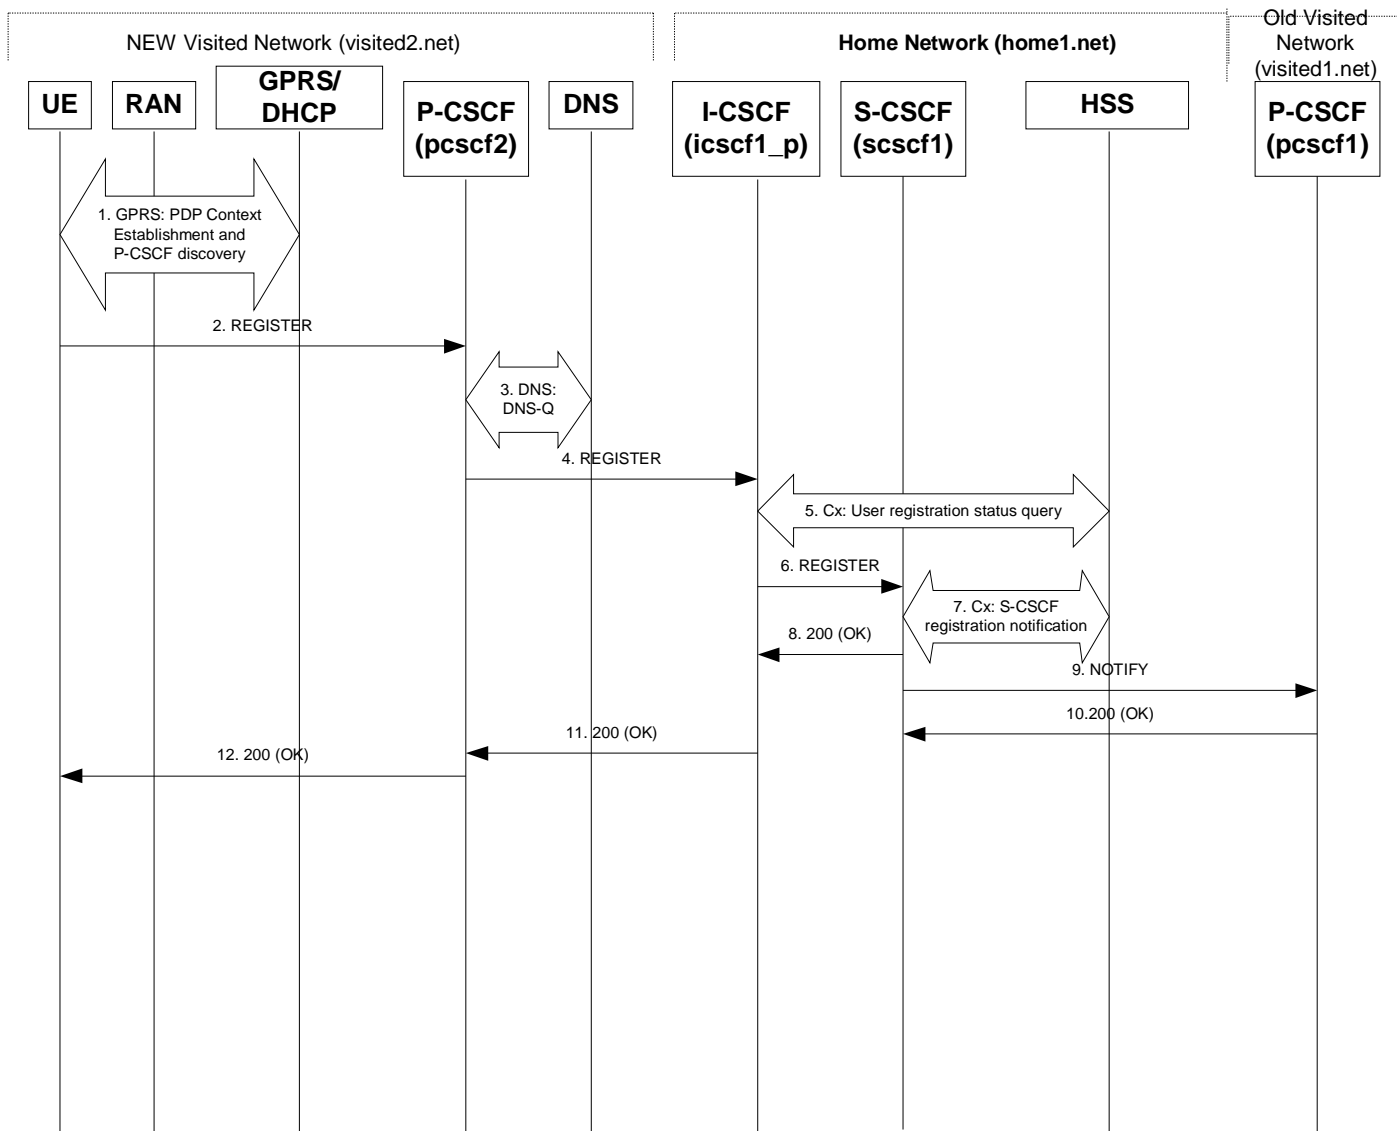 NEW Visited Network (visited2.net)
Home Network (home1.net)
Old Visited
Network
(visited1.net)
UE
RAN
GPRS/
DHCP
P-CSCF
(pcscf2)
DNS
I-CSCF
(icscf1_p)
S-CSCF
(scscf1)
HSS
P-CSCF
(pcscf1)
1. GPRS: PDP Context
Establishment and
P-CSCF discovery
2. REGISTER
3. DNS:
DNS-Q
4. REGISTER
5. Cx: User registration status query
6. REGISTER
7. Cx: S-CSCF
registration notification
8. 200 (OK)
9. NOTIFY
10.200 (OK)
11. 200 (OK)
12. 200 (OK)